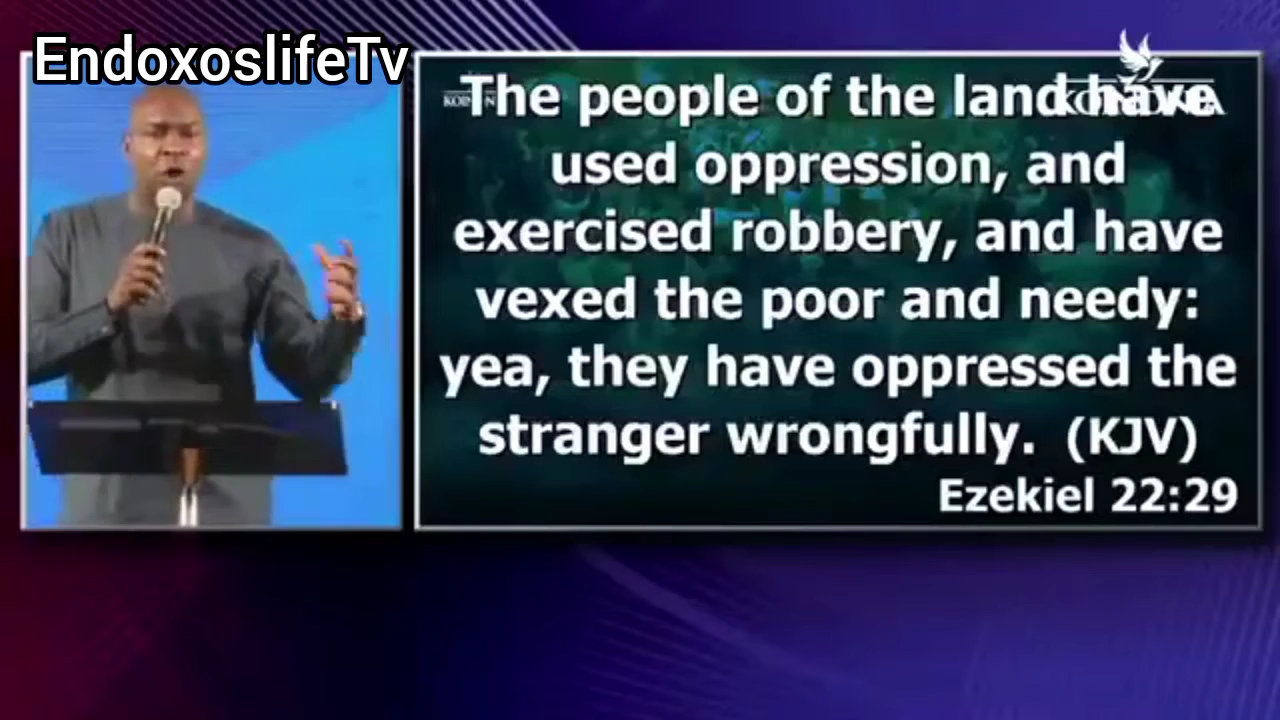 EndoxoslifeTv
KOINONIA
The people of the land have
used oppression, and
exercised robbery, and have
vexed the poor and needy:
yea, they have oppressed the
stranger wrongfully. (KJV)
Ezekiel 22:29